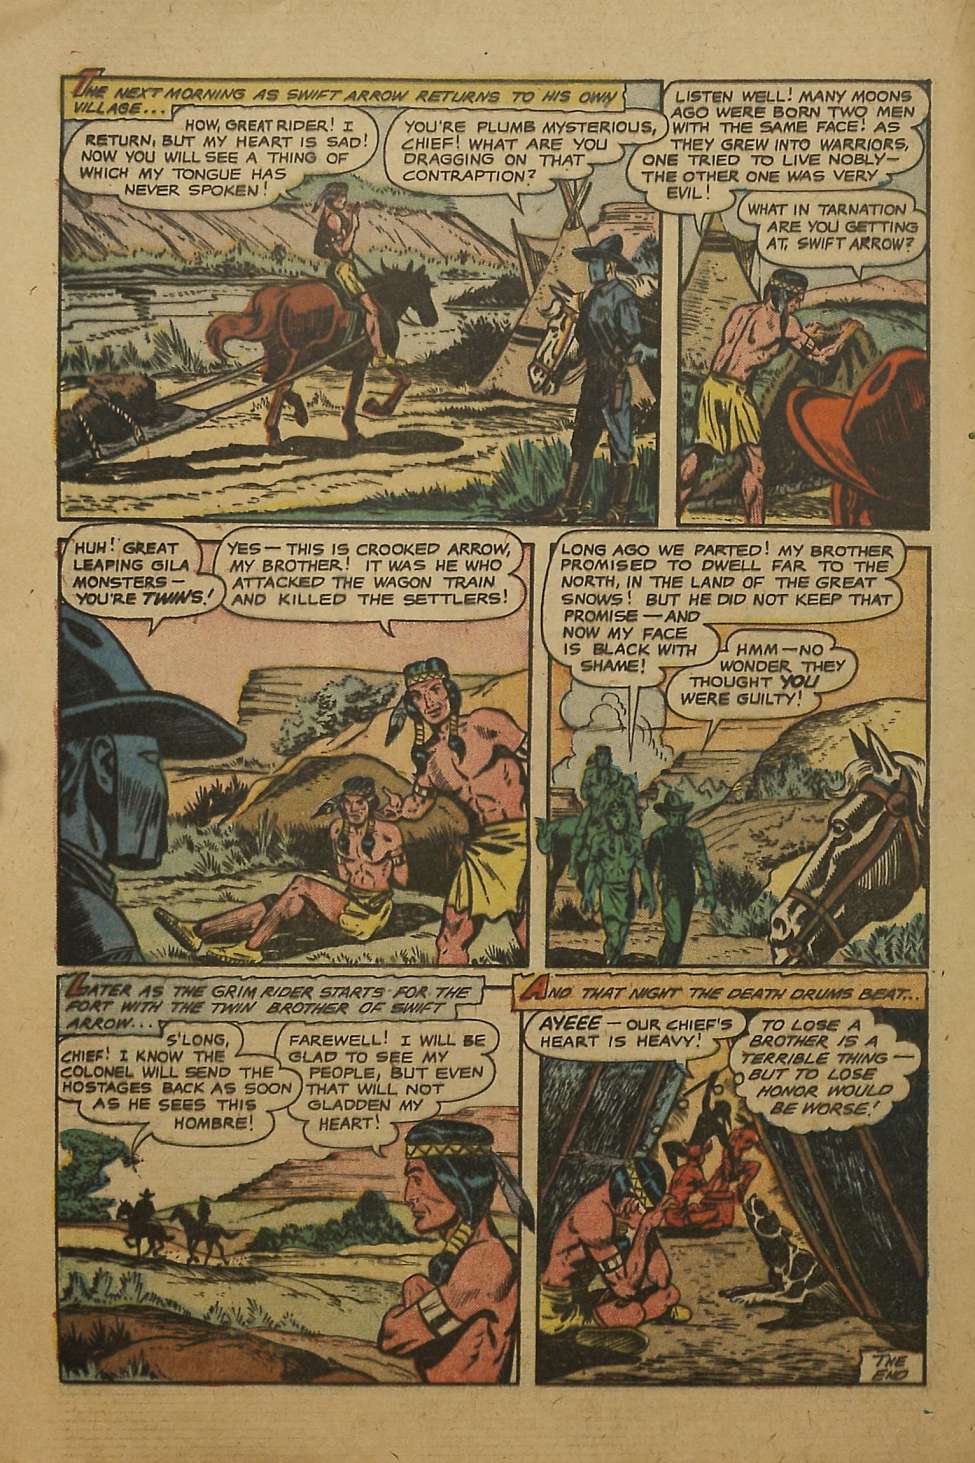 THE NEXT MORNING AS SWIFT ARROW RETURNS TO HIS OWN
VILLAGE...
HOW, GREAT RIDER! I
RETURN, BUT MY HEART IS SAD!
NOW YOU WILL SEE A THING OF
WHICH MY TONGUE HAS
NEVER SPOKEN!
YOU'RE PLUMB MYSTERIOUS,
CHIEF! WHAT ARE YOU
DRAGGING ON THAT
CONTRAPTION?
LISTEN WELL! MANY MOONS
AGO WERE BORN TWO MEN
WITH THE SAME FACE! AS
THEY GREW INTO WARRIORS,
ONE TRIED TO LIVE NOBLY—
THE OTHER ONE WAS VERY
EVIL!
WHAT IN TARNATION
ARE YOU GETTING
AT, SWIFT ARROW?
HUH! GREAT
LEAPING GILA
MONSTERS—
YOU'RE TWINS!
YES—THIS IS CROOKED ARROW,
MY BROTHER! IT WAS HE WHO
ATTACKED THE WAGON TRAIN
AND KILLED THE SETTLERS!
LONG AGO WE PARTED! MY BROTHER
PROMISED TO DWELL FAR TO THE
NORTH, IN THE LAND OF THE GREAT
SNOWS! BUT HE DID NOT KEEP THAT
PROMISE—AND
NOW MY FACE
IS BLACK WITH
SHAME!
HMM—NO
WONDER THEY
THOUGHT YOU
WERE GUILTY!
LATER AS THE GRIM RIDER STARTS FOR THE
FORT WITH THE TWIN BROTHER OF SWIFT
ARROW...
S'LONG,
CHIEF! I KNOW THE
COLONEL WILL SEND THE
HOSTAGES BACK AS SOON
AS HE SEES THIS
HOMBRE!
FAREWELL! I WILL BE
GLAD TO SEE MY
PEOPLE, BUT EVEN
THAT WILL NOT
GLADDEN MY
HEART!
AND THAT NIGHT THE DEATH DRUMS BEAT...
AYEEE—OUR CHIEF'S
HEART IS HEAVY!
TO LOSE A
BROTHER IS A
TERRIBLE THING—
BUT TO LOSE
HONOR WOULD
BE WORSE!
THE
END